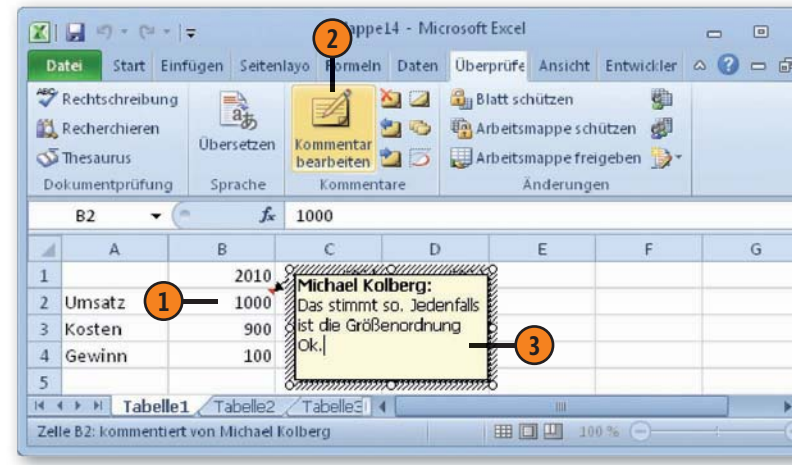 2
Mappe14 - Microsoft Excel
Datei Start Einfügen Seitenlayo Formeln Daten Überprüfe Ansicht Entwickler
Rechtschreibung
Recherchieren
Thesaurus
Dokumentprüfung
Übersetzen
Sprache
Kommentar
bearbeiten
Kommentare
Blatt schützen
Arbeitsmappe schützen
Arbeitsmappe freigeben
Änderungen
B2 fx 1000
A B C D E F G
1 2010
2 Umsatz 1 1000
3 Kosten 900
4 Gewinn 100
5
Michael Kolberg:
Das stimmt so. Jedenfalls
ist die Größenordnung
Ok.
3
Tabelle1 Tabelle2 Tabelle3
Zelle B2: kommentiert von Michael Kolberg 100 %